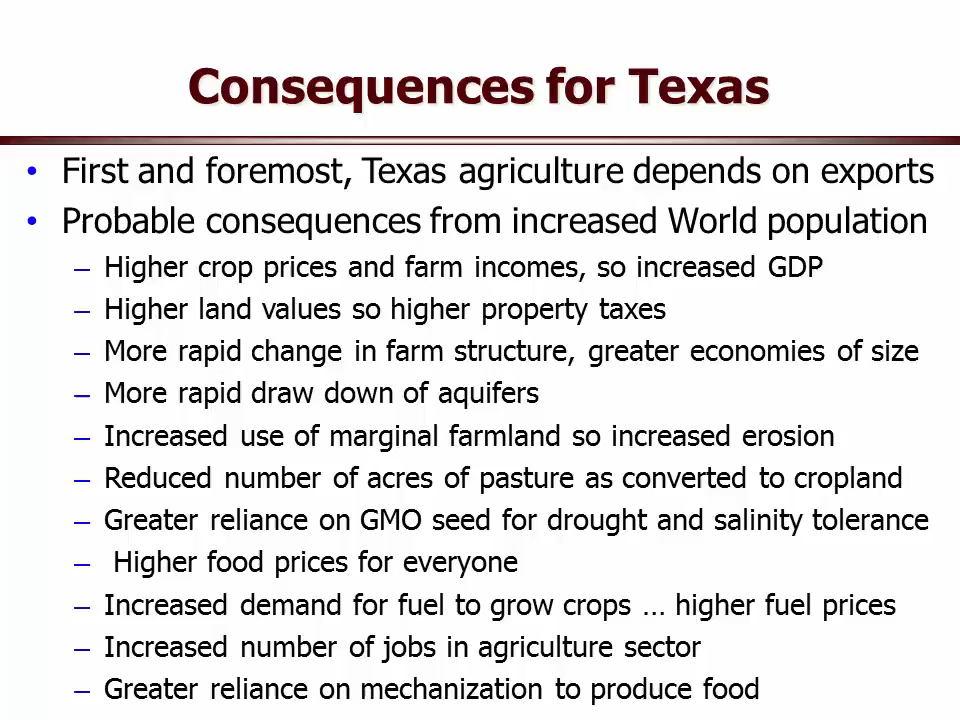 Consequences for Texas
• First and foremost, Texas agriculture depends on exports
• Probable consequences from increased World population
– Higher crop prices and farm incomes, so increased GDP
– Higher land values so higher property taxes
– More rapid change in farm structure, greater economies of size
– More rapid draw down of aquifers
– Increased use of marginal farmland so increased erosion
– Reduced number of acres of pasture as converted to cropland
– Greater reliance on GMO seed for drought and salinity tolerance
– Higher food prices for everyone
– Increased demand for fuel to grow crops … higher fuel prices
– Increased number of jobs in agriculture sector
– Greater reliance on mechanization to produce food